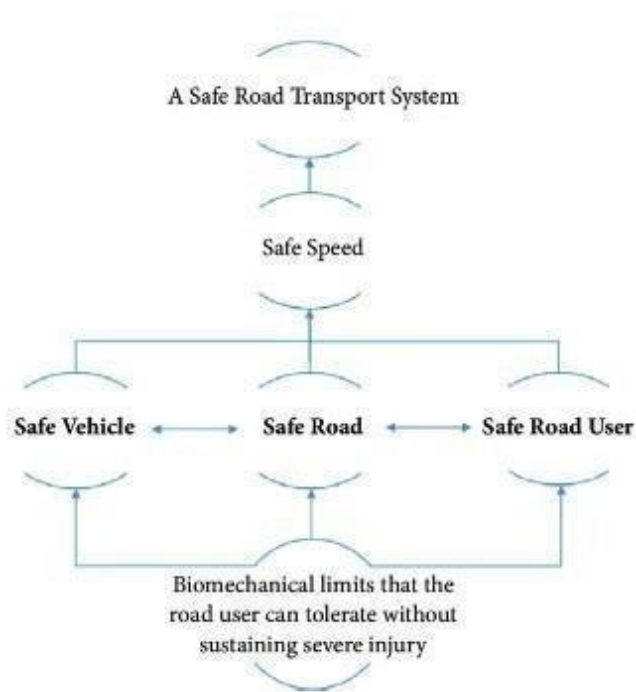 A Safe Road Transport System
Safe Speed
Safe Vehicle
Safe Road
Safe Road User
Biomechanical limits that the
road user can tolerate without
sustaining severe injury